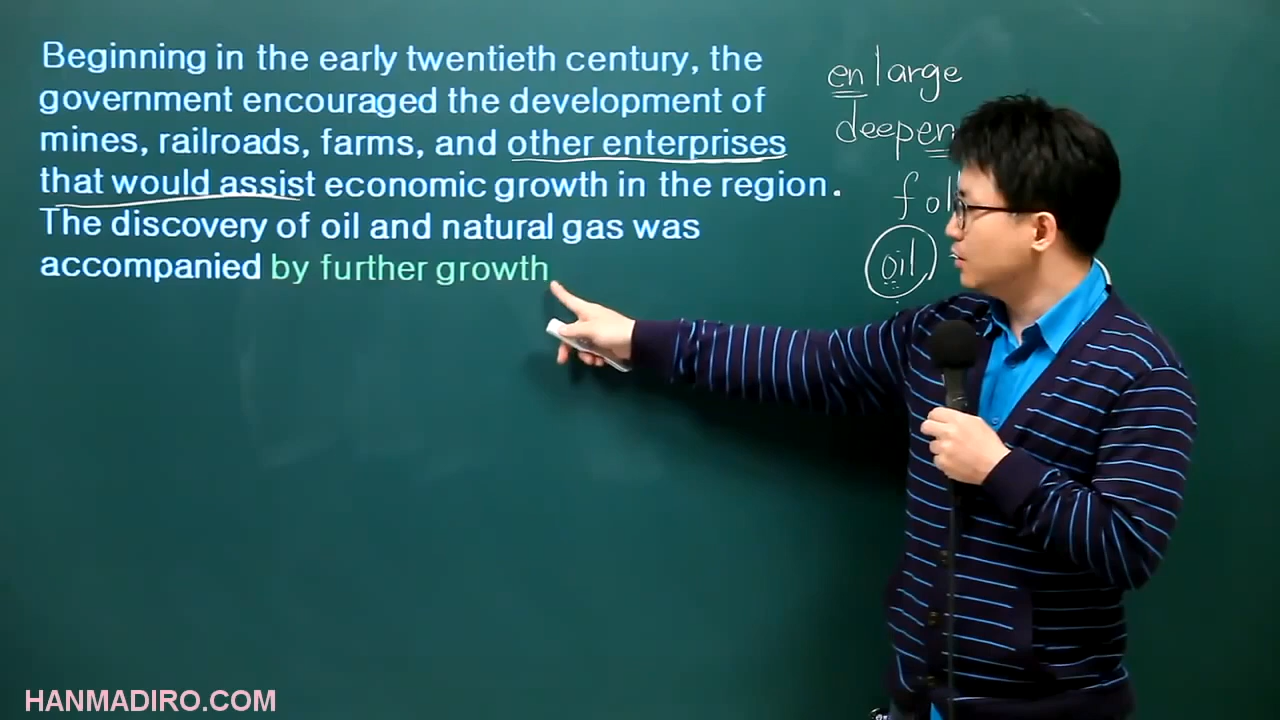 Beginning in the early twentieth century, the
government encouraged the development of
mines, railroads, farms, and other enterprises
that would assist economic growth in the region.
The discovery of oil and natural gas was
accompanied by further growth
enlarge
deepen
oil
HANMADIRO.COM